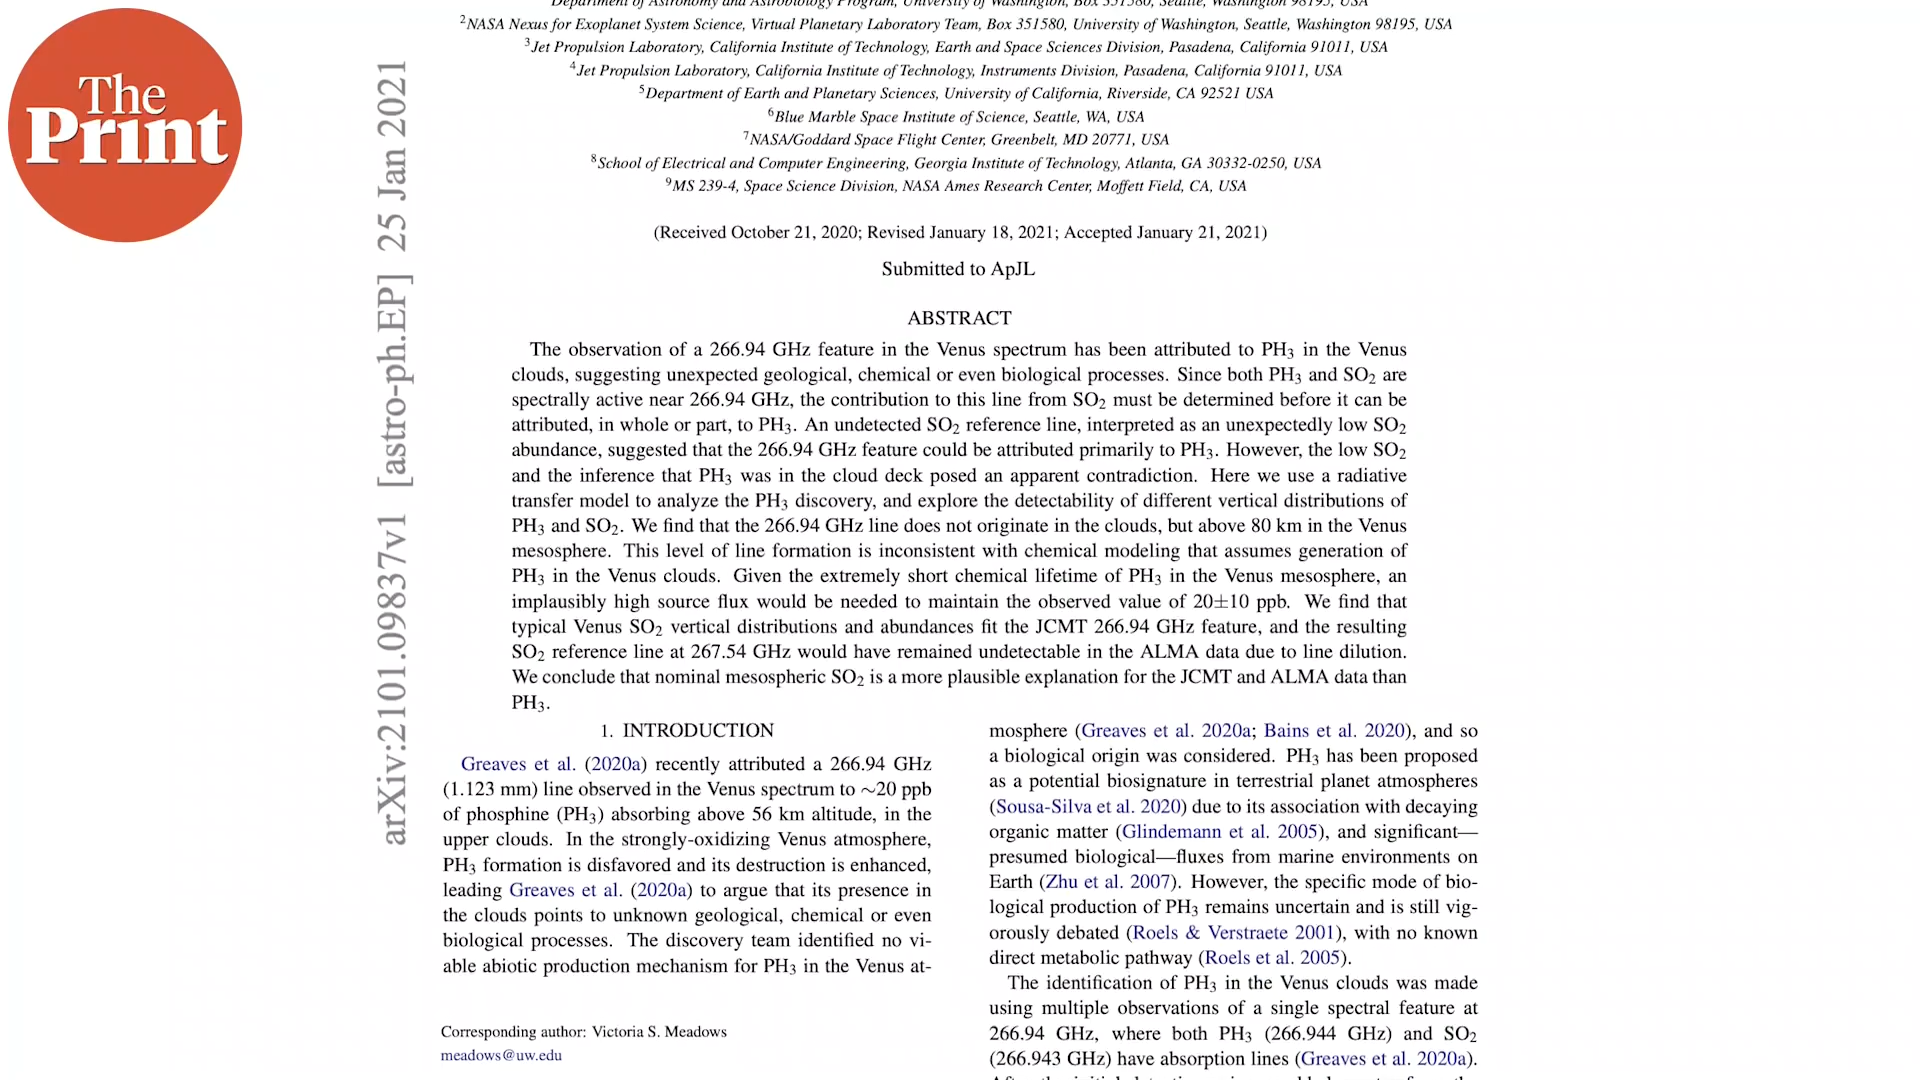 The
Print
Department of Astronomy and Astrobiology Program, University of Washington, Box 351580, Seattle, Washington 98195, USA
2NASA Nexus for Exoplanet System Science, Virtual Planetary Laboratory Team, Box 351580, University of Washington, Seattle, Washington 98195, USA
3Jet Propulsion Laboratory, California Institute of Technology, Earth and Space Sciences Division, Pasadena, California 91011, USA
4Jet Propulsion Laboratory, California Institute of Technology, Instruments Division, Pasadena, California 91011, USA
5Department of Earth and Planetary Sciences, University of California, Riverside, CA 92521 USA
6Blue Marble Space Institute of Science, Seattle, WA, USA
7NASA/Goddard Space Flight Center, Greenbelt, MD 20771, USA
8School of Electrical and Computer Engineering, Georgia Institute of Technology, Atlanta, GA 30332-0250, USA
9MS 239-4, Space Science Division, NASA Ames Research Center, Moffett Field, CA, USA
(Received October 21, 2020; Revised January 18, 2021; Accepted January 21, 2021)
Submitted to ApJL
ABSTRACT
The observation of a 266.94 GHz feature in the Venus spectrum has been attributed to PH3 in the Venus
clouds, suggesting unexpected geological, chemical or even biological processes. Since both PH3 and SO2 are
spectrally active near 266.94 GHz, the contribution to this line from SO2 must be determined before it can be
attributed, in whole or part, to PH3. An undetected SO2 reference line, interpreted as an unexpectedly low SO2
abundance, suggested that the 266.94 GHz feature could be attributed primarily to PH3. However, the low SO2
and the inference that PH3 was in the cloud deck posed an apparent contradiction. Here we use a radiative
transfer model to analyze the PH3 discovery, and explore the detectability of different vertical distributions of
PH3 and SO2. We find that the 266.94 GHz line does not originate in the clouds, but above 80 km in the Venus
mesosphere. This level of line formation is inconsistent with chemical modeling that assumes generation of
PH3 in the Venus clouds. Given the extremely short chemical lifetime of PH3 in the Venus mesosphere, an
implausibly high source flux would be needed to maintain the observed value of 20±10 ppb. We find that
typical Venus SO2 vertical distributions and abundances fit the JCMT 266.94 GHz feature, and the resulting
SO2 reference line at 267.54 GHz would have remained undetectable in the ALMA data due to line dilution.
We conclude that nominal mesospheric SO2 is a more plausible explanation for the JCMT and ALMA data than
PH3.
1. INTRODUCTION
Greaves et al. (2020a) recently attributed a 266.94 GHz
(1.123 mm) line observed in the Venus spectrum to ∼20 ppb
of phosphine (PH3) absorbing above 56 km altitude, in the
upper clouds. In the strongly-oxidizing Venus atmosphere,
PH3 formation is disfavored and its destruction is enhanced,
leading Greaves et al. (2020a) to argue that its presence in
the clouds points to unknown geological, chemical or even
biological processes. The discovery team identified no vi-
able abiotic production mechanism for PH3 in the Venus at-
Corresponding author: Victoria S. Meadows
meadows@uw.edu
mosphere (Greaves et al. 2020a; Bains et al. 2020), and so
a biological origin was considered. PH3 has been proposed
as a potential biosignature in terrestrial planet atmospheres
(Sousa-Silva et al. 2020) due to its association with decaying
organic matter (Glindemann et al. 2005), and significant—
presumed biological—fluxes from marine environments on
Earth (Zhu et al. 2007). However, the specific mode of bio-
logical production of PH3 remains uncertain and is still vig-
orously debated (Roels & Verstraete 2001), with no known
direct metabolic pathway (Roels et al. 2005).
The identification of PH3 in the Venus clouds was made
using multiple observations of a single spectral feature at
266.94 GHz, where both PH3 (266.944 GHz) and SO2
(266.943 GHz) have absorption lines (Greaves et al. 2020a).
arXiv:2101.09837v1 [astro-ph.EP] 25 Jan 2021